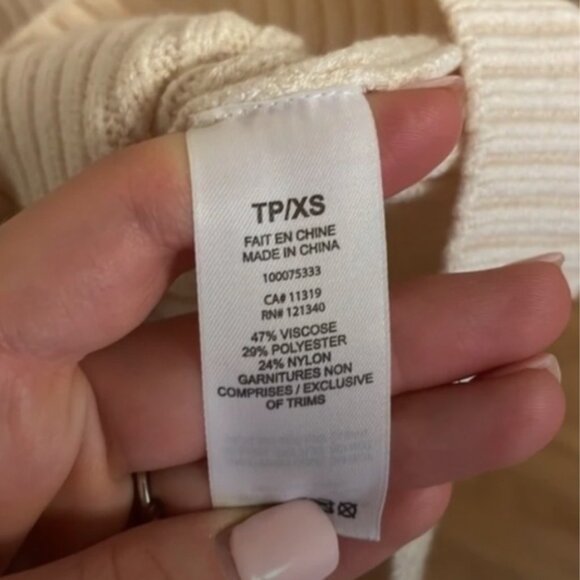 TP/XS
FAIT EN CHINE
MADE IN CHINA
100075333
CA# 11319
RN# 121340
47% VISCOSE
29% POLYESTER
24% NYLON
GARNITURES NON
COMPRISES / EXCLUSIVE
OF TRIMS